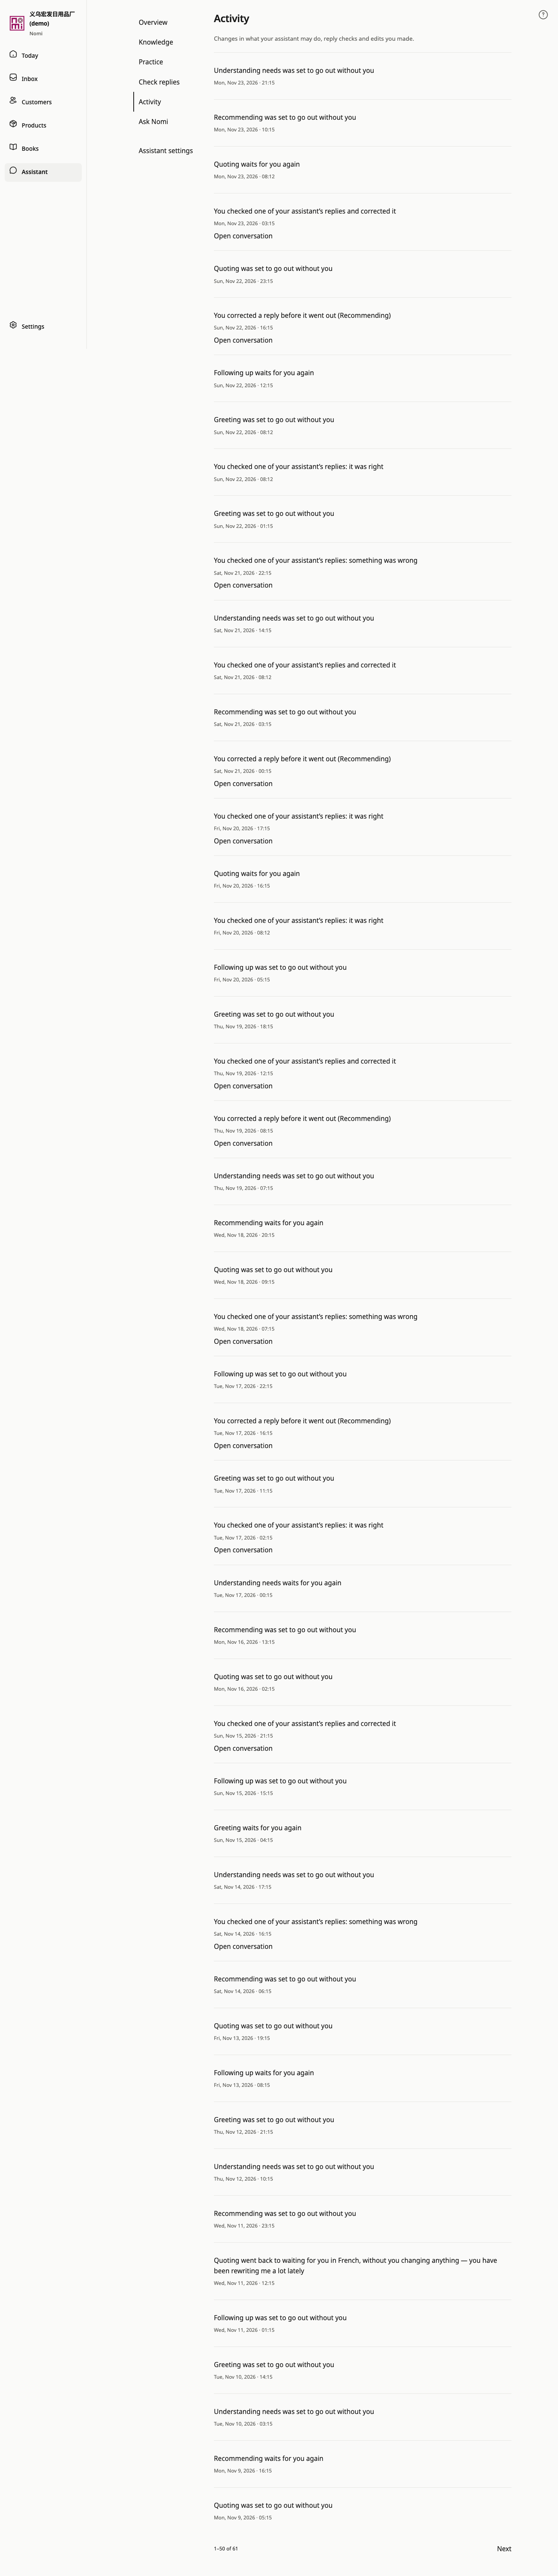 义乌宏发日用品厂
(demo)
Nomi
Today
Inbox
Customers
Products
Books
Assistant
Settings
Overview
Knowledge
Practice
Check replies
Activity
Ask Nomi
Assistant settings
Activity
Changes in what your assistant may do, reply checks and edits you made.
Understanding needs was set to go out without you
Mon, Nov 23, 2026 · 21:15
Recommending was set to go out without you
Mon, Nov 23, 2026 · 10:15
Quoting waits for you again
Mon, Nov 23, 2026 · 08:12
You checked one of your assistant's replies and corrected it
Mon, Nov 23, 2026 · 03:15
Open conversation
Quoting was set to go out without you
Sun, Nov 22, 2026 · 23:15
You corrected a reply before it went out (Recommending)
Sun, Nov 22, 2026 · 16:15
Open conversation
Following up waits for you again
Sun, Nov 22, 2026 · 12:15
Greeting was set to go out without you
Sun, Nov 22, 2026 · 08:12
You checked one of your assistant's replies: it was right
Sun, Nov 22, 2026 · 08:12
Greeting was set to go out without you
Sun, Nov 22, 2026 · 01:15
You checked one of your assistant's replies: something was wrong
Sat, Nov 21, 2026 · 22:15
Open conversation
Understanding needs was set to go out without you
Sat, Nov 21, 2026 · 14:15
You checked one of your assistant's replies and corrected it
Sat, Nov 21, 2026 · 08:12
Recommending was set to go out without you
Sat, Nov 21, 2026 · 03:15
You corrected a reply before it went out (Recommending)
Sat, Nov 21, 2026 · 00:15
Open conversation
You checked one of your assistant's replies: it was right
Fri, Nov 20, 2026 · 17:15
Open conversation
Quoting waits for you again
Fri, Nov 20, 2026 · 16:15
You checked one of your assistant's replies: it was right
Fri, Nov 20, 2026 · 08:12
Following up was set to go out without you
Fri, Nov 20, 2026 · 05:15
Greeting was set to go out without you
Thu, Nov 19, 2026 · 18:15
You checked one of your assistant's replies and corrected it
Thu, Nov 19, 2026 · 12:15
Open conversation
You corrected a reply before it went out (Recommending)
Thu, Nov 19, 2026 · 08:15
Open conversation
Understanding needs was set to go out without you
Thu, Nov 19, 2026 · 07:15
Recommending waits for you again
Wed, Nov 18, 2026 · 20:15
Quoting was set to go out without you
Wed, Nov 18, 2026 · 09:15
You checked one of your assistant's replies: something was wrong
Wed, Nov 18, 2026 · 07:15
Open conversation
Following up was set to go out without you
Tue, Nov 17, 2026 · 22:15
You corrected a reply before it went out (Recommending)
Tue, Nov 17, 2026 · 16:15
Open conversation
Greeting was set to go out without you
Tue, Nov 17, 2026 · 11:15
You checked one of your assistant's replies: it was right
Tue, Nov 17, 2026 · 02:15
Open conversation
Understanding needs waits for you again
Tue, Nov 17, 2026 · 00:15
Recommending was set to go out without you
Mon, Nov 16, 2026 · 13:15
Quoting was set to go out without you
Mon, Nov 16, 2026 · 02:15
You checked one of your assistant's replies and corrected it
Sun, Nov 15, 2026 · 21:15
Open conversation
Following up was set to go out without you
Sun, Nov 15, 2026 · 15:15
Greeting waits for you again
Sun, Nov 15, 2026 · 04:15
Understanding needs was set to go out without you
Sat, Nov 14, 2026 · 17:15
You checked one of your assistant's replies: something was wrong
Sat, Nov 14, 2026 · 16:15
Open conversation
Recommending was set to go out without you
Sat, Nov 14, 2026 · 06:15
Quoting was set to go out without you
Fri, Nov 13, 2026 · 19:15
Following up waits for you again
Fri, Nov 13, 2026 · 08:15
Greeting was set to go out without you
Thu, Nov 12, 2026 · 21:15
Understanding needs was set to go out without you
Thu, Nov 12, 2026 · 10:15
Recommending was set to go out without you
Wed, Nov 11, 2026 · 23:15
Quoting went back to waiting for you in French, without you changing anything — you have
been rewriting me a lot lately
Wed, Nov 11, 2026 · 12:15
Following up was set to go out without you
Wed, Nov 11, 2026 · 01:15
Greeting was set to go out without you
Tue, Nov 10, 2026 · 14:15
Understanding needs was set to go out without you
Tue, Nov 10, 2026 · 03:15
Recommending waits for you again
Mon, Nov 9, 2026 · 16:15
Quoting was set to go out without you
Mon, Nov 9, 2026 · 05:15
1–50 of 61
Next